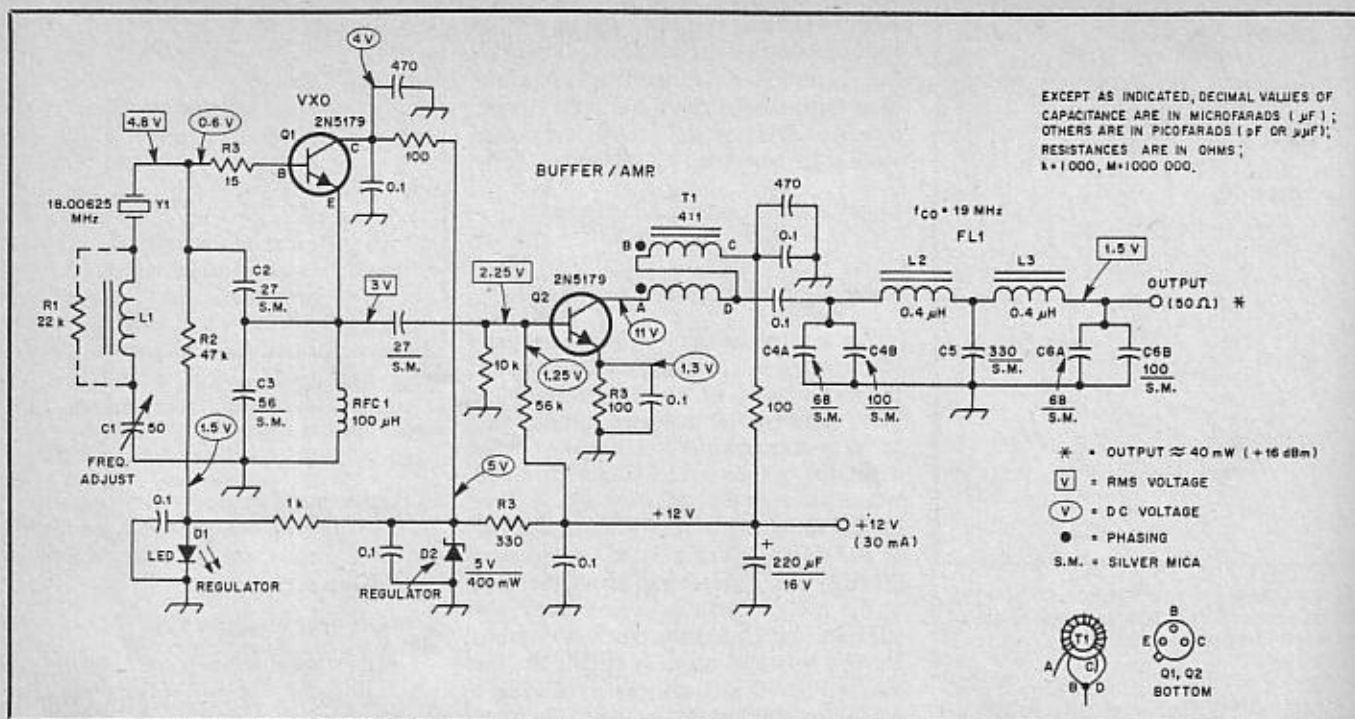 4V
470
VXO
2N5179
4.8 V
0.6 V
Q1
R3
15
B
C
E
100
0.1
18.00625
MHz
Y1
R1
22 k
L1
C1
50
FREQ.
ADJUST
C2
27
S.M.
R2
47 k
C3
56
S.M.
1.5 V
3 V
27
S.M.
RFC 1
100 µH
BUFFER / AMR
2.25 V
2N5179
Q2
10 k
56 k
1.25 V
11 V
1.3 V
R3
100
0.1
T1
4:1
B
C
A
D
470
0.1
0.1
100
fCO = 19 MHz
FL1
L2
0.4 µH
L3
0.4 µH
1.5 V
OUTPUT
(50 Ω) *
C4A
68
S.M.
C4B
100
S.M.
C5
330
S.M.
C6A
68
S.M.
C6B
100
S.M.
0.1
D1
LED
REGULATOR
1 k
0.1
D2
REGULATOR
5 V
5 V
400 mW
R3
330
0.1
+12 V
+
220 µF
16 V
+12 V
(30 mA)
EXCEPT AS INDICATED, DECIMAL VALUES OF
CAPACITANCE ARE IN MICROFARADS ( µF ) ;
OTHERS ARE IN PICOFARADS ( pF OR µµF);
RESISTANCES ARE IN OHMS ;
k = 1 000, M = 1 000 000.
* = OUTPUT ≈ 40 mW ( +16 dBm )
V = RMS VOLTAGE
V = DC VOLTAGE
● = PHASING
S.M. = SILVER MICA
T1
A
C
B
D
B
E
C
Q1, Q2
BOTTOM